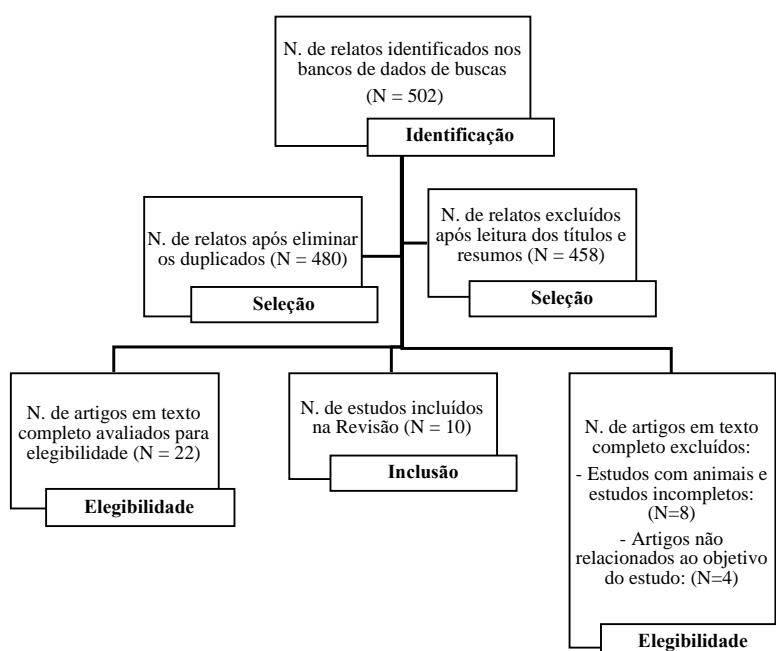 N. de relatos identificados nos
bancos de dados de buscas
(N = 502)
Identificação
N. de relatos após eliminar
os duplicados (N = 480)
Seleção
N. de relatos excluídos
após leitura dos títulos e
resumos (N = 458)
Seleção
N. de artigos em texto
completo avaliados para
elegibilidade (N = 22)
Elegibilidade
N. de estudos incluídos
na Revisão (N = 10)
Inclusão
N. de artigos em texto
completo excluídos:
- Estudos com animais e
estudos incompletos:
(N=8)
- Artigos não
relacionados ao objetivo
do estudo: (N=4)
Elegibilidade